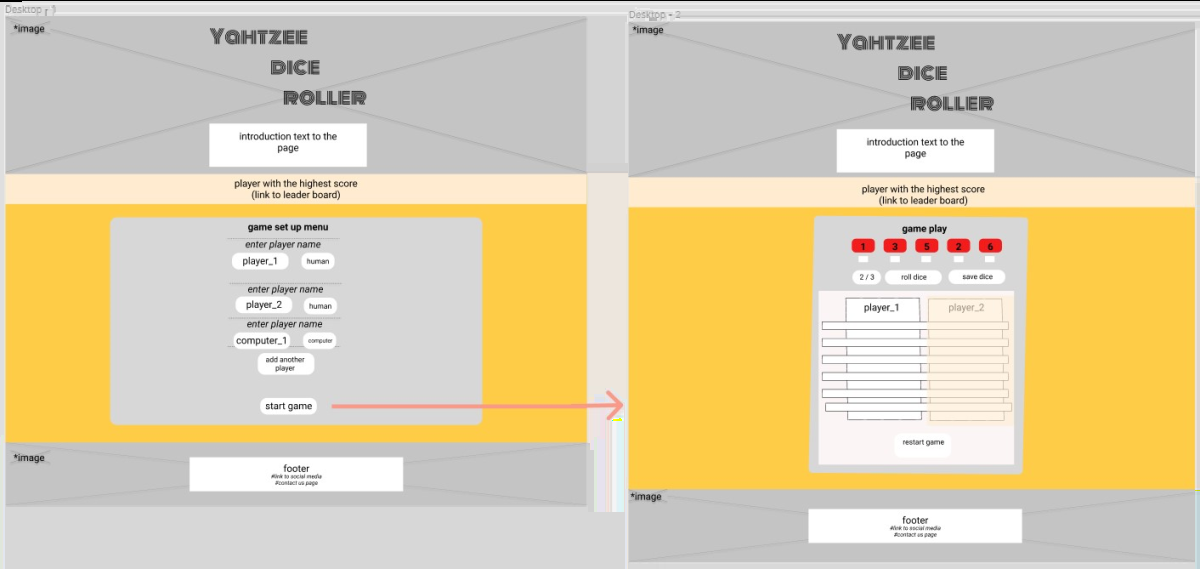 Desktop - 1
*image
YAHTZEE
DICE
ROLLER
introduction text to the
page
player with the highest score
(link to leader board)
game set up menu
enter player name
player_1
human
enter player name
player_2
human
enter player name
computer_1
computer
add another
player
start game
*image
footer
#link to social media
#contact us page
Desktop - 2
*image
YAHTZEE
DICE
ROLLER
introduction text to the
page
player with the highest score
(link to leader board)
game play
1 3 5 2 6
2 / 3
roll dice
save dice
player_1
player_2
restart game
*image
footer
#link to social media
#contact us page